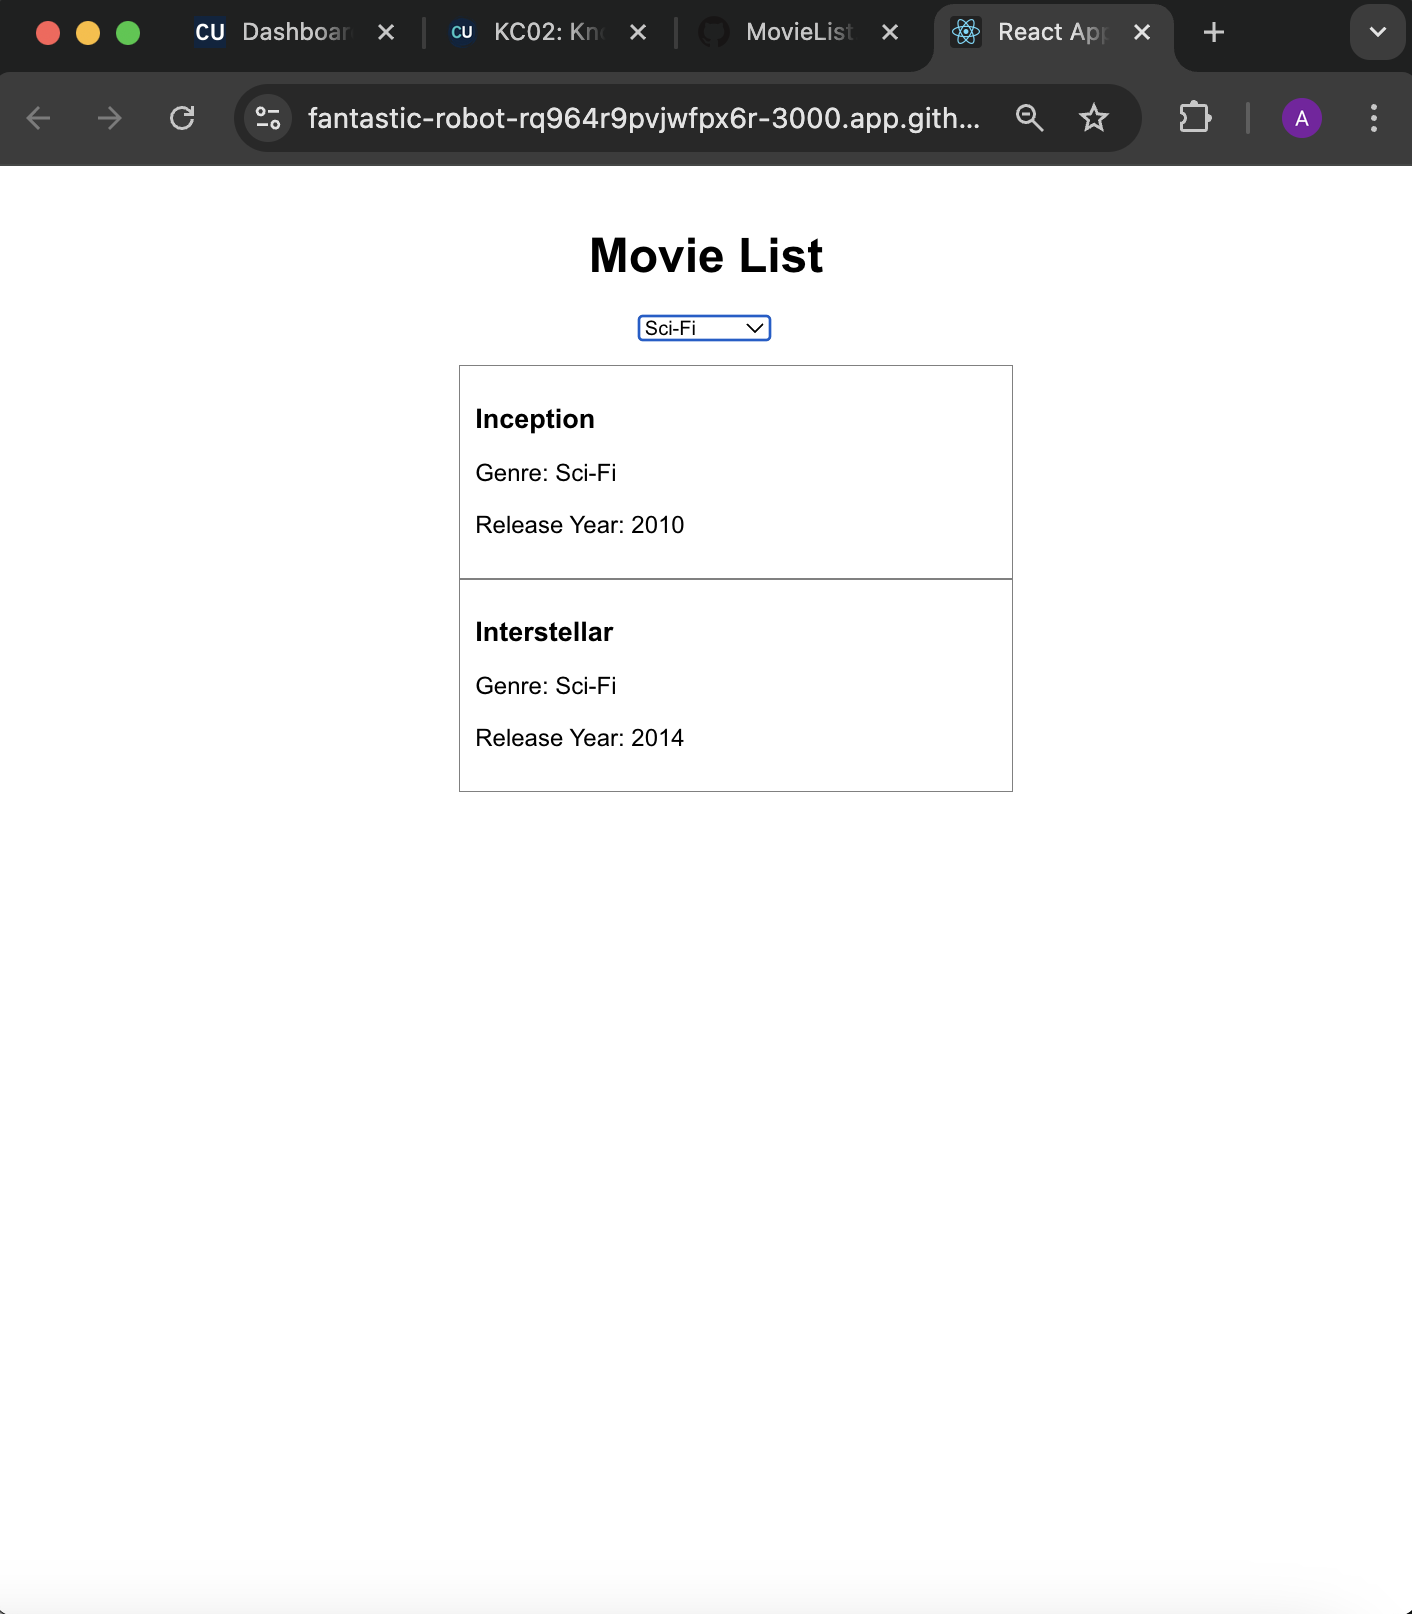 CU Dashboar
CU KC02: Kn
MovieList
React App
fantastic-robot-rq964r9pvjwfpx6r-3000.app.gith...
A
Movie List
Sci-Fi
Inception
Genre: Sci-Fi
Release Year: 2010
Interstellar
Genre: Sci-Fi
Release Year: 2014